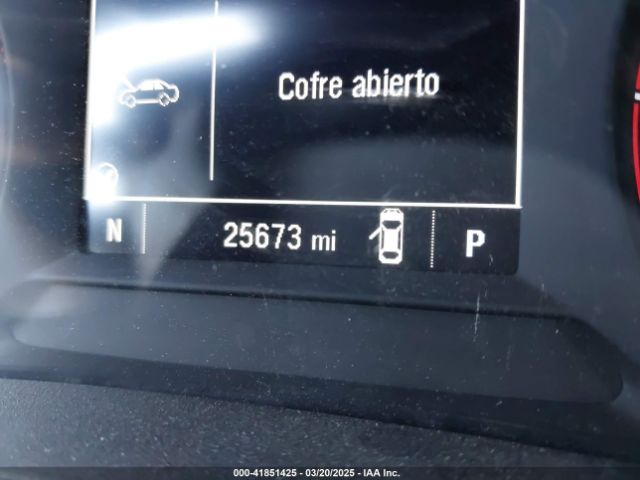 Cofre abierto
N
25673 mi
P
000-41851425 - 03/20/2025 - IAA Inc.